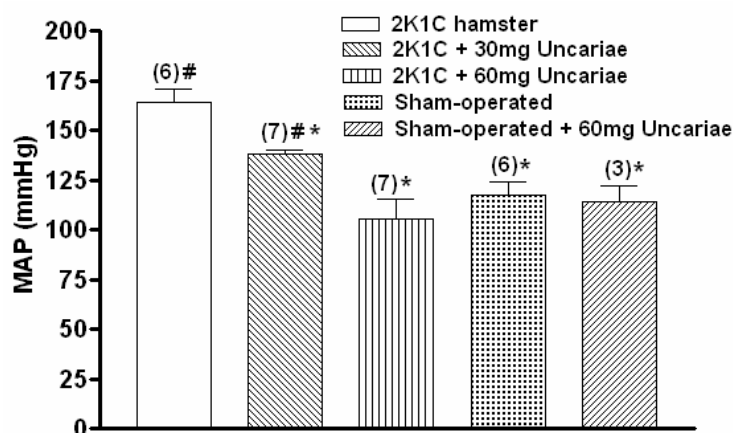 200
175
150
125
100
75
50
25
0
MAP (mmHg)
2K1C hamster
2K1C + 30mg Uncariae
2K1C + 60mg Uncariae
Sham-operated
Sham-operated + 60mg Uncariae
(6)#
(7)#*
(7)*
(6)*
(3)*